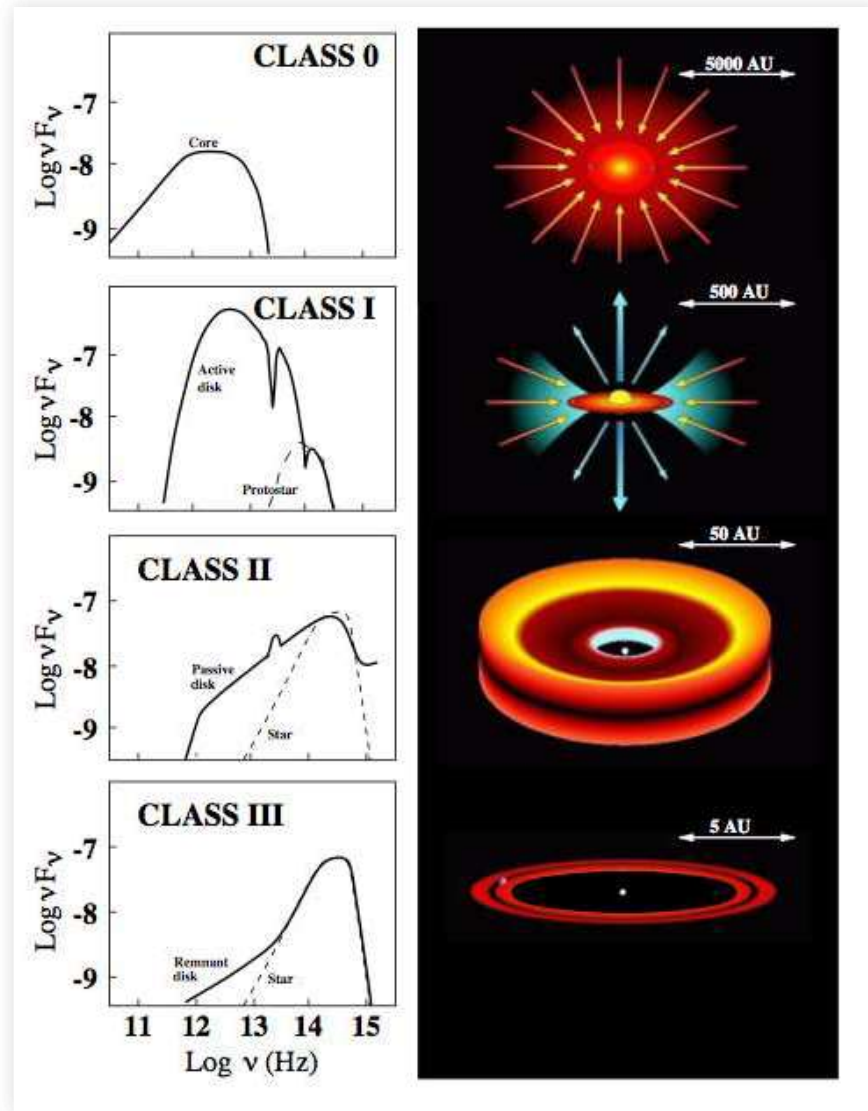 CLASS 0
Log νFν
-7
-8
-9
Core
5000 AU
CLASS I
Log νFν
-7
-8
-9
Active
disk
Protostar
500 AU
CLASS II
Log νFν
-7
-8
-9
Passive
disk
Star
50 AU
CLASS III
Log νFν
-7
-8
-9
Remnant
disk
Star
5 AU
11 12 13 14 15
Log ν (Hz)